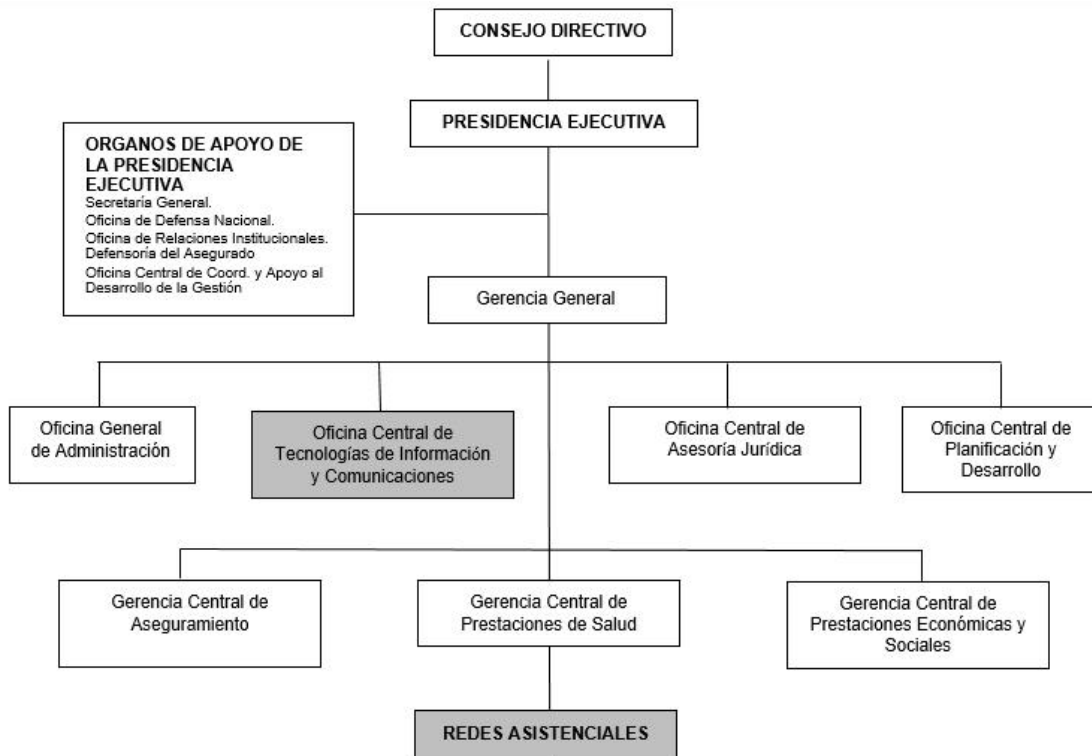 CONSEJO DIRECTIVO
PRESIDENCIA EJECUTIVA
ORGANOS DE APOYO DE
LA PRESIDENCIA
EJECUTIVA
Secretaría General.
Oficina de Defensa Nacional.
Oficina de Relaciones Institucionales.
Defensoría del Asegurado
Oficina Central de Coord. y Apoyo al
Desarrollo de la Gestión
Gerencia General
Oficina General
de Administración
Oficina Central de
Tecnologías de Información
y Comunicaciones
Oficina Central de
Asesoría Jurídica
Oficina Central de
Planificación y
Desarrollo
Gerencia Central de
Aseguramiento
Gerencia Central de
Prestaciones de Salud
Gerencia Central de
Prestaciones Económicas y
Sociales
REDES ASISTENCIALES